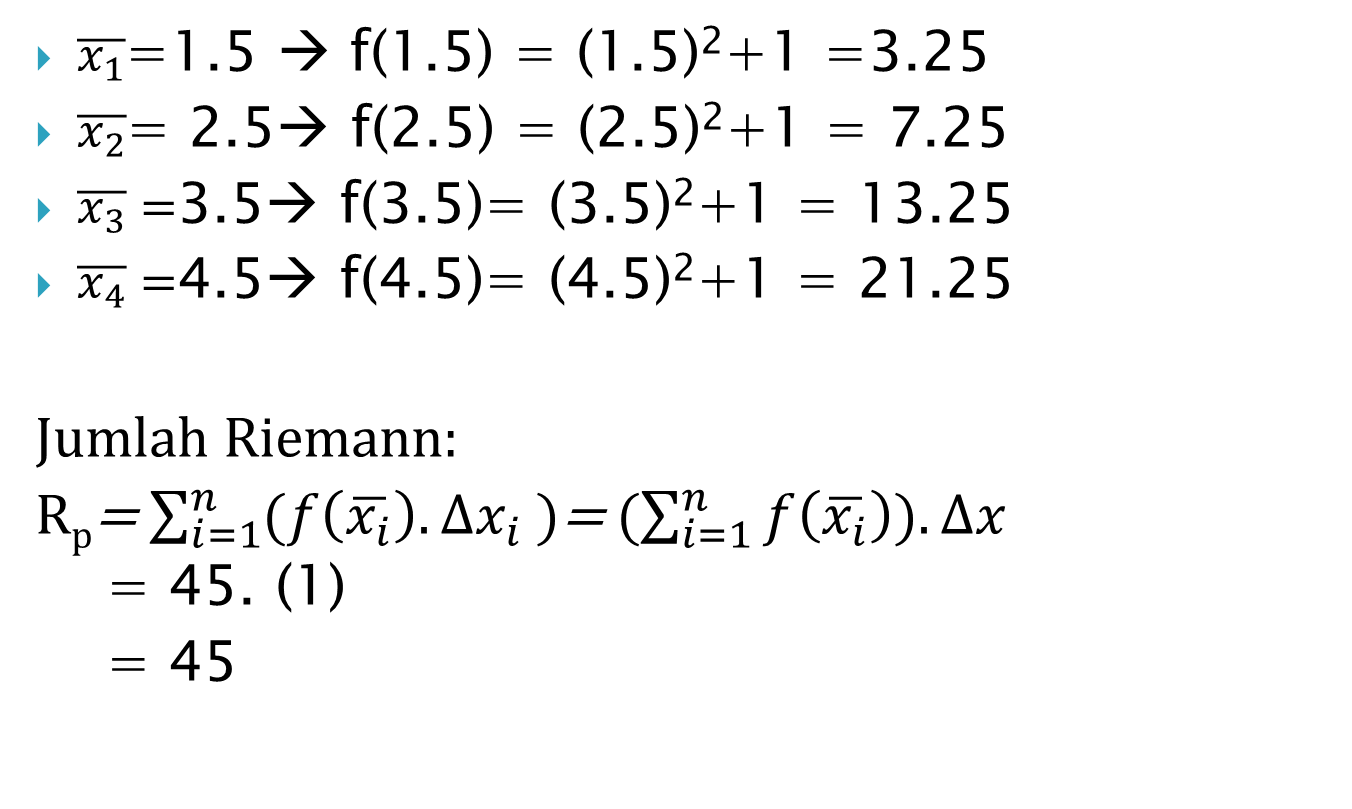 x̅₁=1.5 → f(1.5) = (1.5)²+1 =3.25
x̅₂= 2.5→ f(2.5) = (2.5)²+1 = 7.25
x̅₃ =3.5→ f(3.5)= (3.5)²+1 = 13.25
x̅₄ =4.5→ f(4.5)= (4.5)²+1 = 21.25
Jumlah Riemann:
Rₚ=∑ⁿᵢ₌₁(f(x̅ᵢ).Δxᵢ )=(∑ⁿᵢ₌₁ f(x̅ᵢ)).Δx
= 45. (1)
= 45